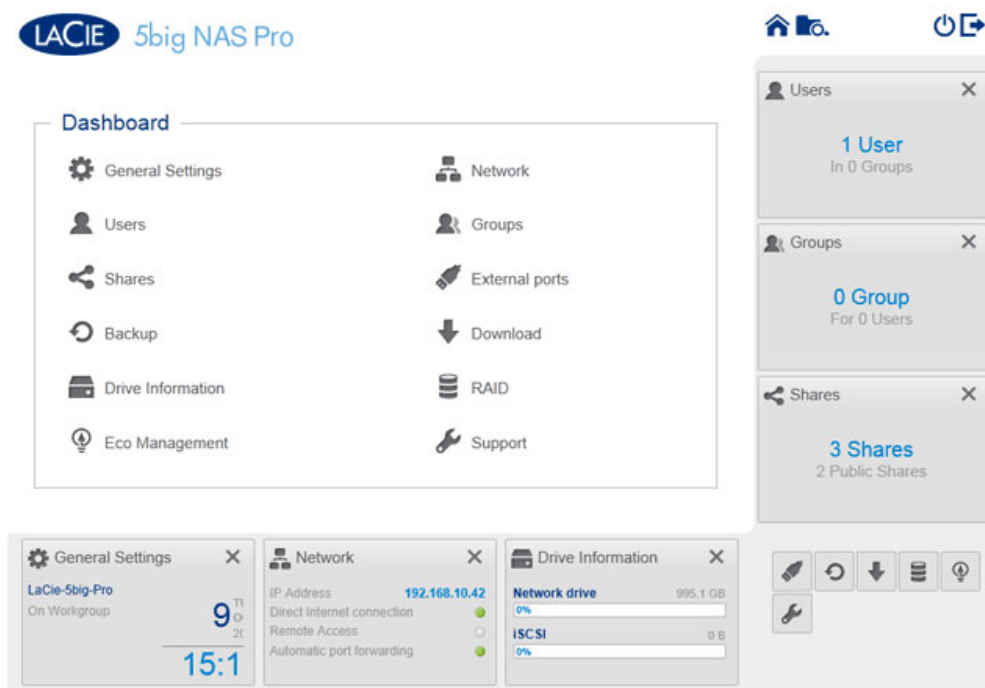 LACIE 5big NAS Pro
Dashboard
General Settings
Network
Users
Groups
Shares
External ports
Backup
Download
Drive Information
RAID
Eco Management
Support
Users
1 User
In 0 Groups
Groups
0 Group
For 0 Users
Shares
3 Shares
2 Public Shares
General Settings
LaCie-5big-Pro
On Workgroup
9
15:1
Network
IP Address 192.168.10.42
Direct Internet connection
Remote Access
Automatic port forwarding
Drive Information
Network drive 995.1 GB
0%
iSCSI 0 B
0%